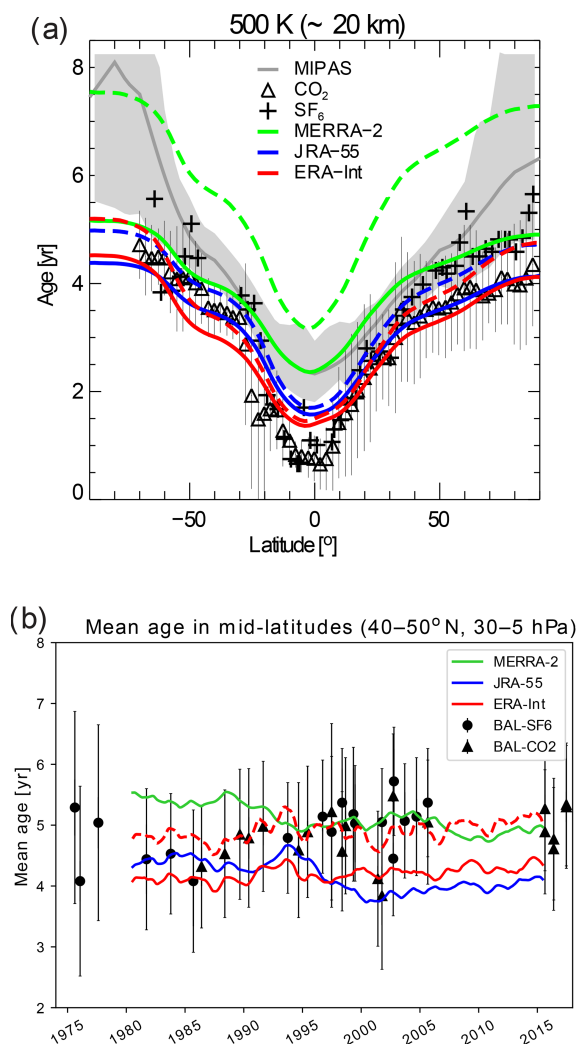 (a)
500 K (~ 20 km)
MIPAS
CO₂
SF₆
MERRA−2
JRA−55
ERA−Int
Age [yr]
8
6
4
2
0
−50
0
50
Latitude [°]
(b)
Mean age in mid-latitudes (40–50° N, 30–5 hPa)
MERRA-2
JRA-55
ERA-Int
BAL-SF6
BAL-CO2
Mean age [yr]
8
7
6
5
4
3
2
1975
1980
1985
1990
1995
2000
2005
2010
2015